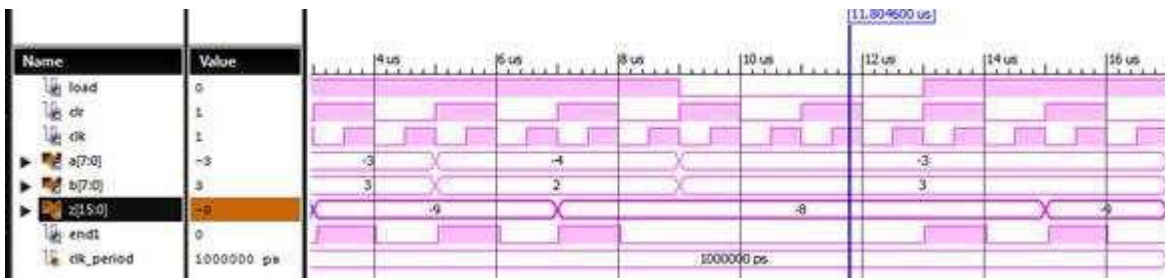 11.804600 us
Name Value 4 us 6 us 8 us 10 us 12 us 14 us 16 us
load 0
clr 1
clk 1
a[7:0] -3 -3 -4 -3
b[7:0] 3 3 2 3
z[15:0] -8 -9 -8 -9
end1 0
clk_period 1000000 ps 1000000 ps